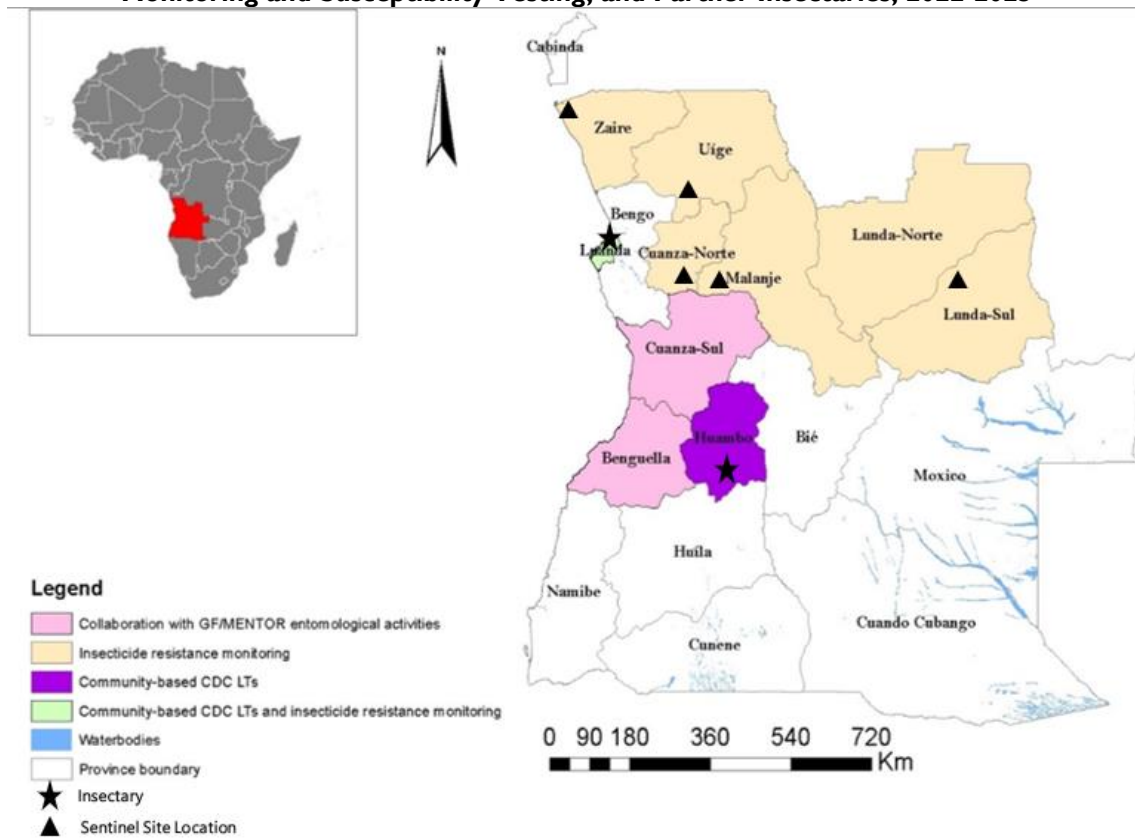 Monitoring and Susceptibility Testing, and Partner Insectaries,
Cabinda
N
Zaire
Uíge
Bengo
Luanda
Cuanza-Norte
Malanje
Lunda-Norte
Lunda-Sul
Cuanza-Sul
Huambo
Bié
Benguella
Moxico
Huíla
Namibe
Cuando Cubango
Cunene
Legend
Collaboration with GF/MENTOR entomological activities
Insecticide resistance monitoring
Community-based CDC LTs
Community-based CDC LTs and insecticide resistance monitoring
Waterbodies
Province boundary
Insectary
Sentinel Site Location
0 90 180 360 540 720
Km